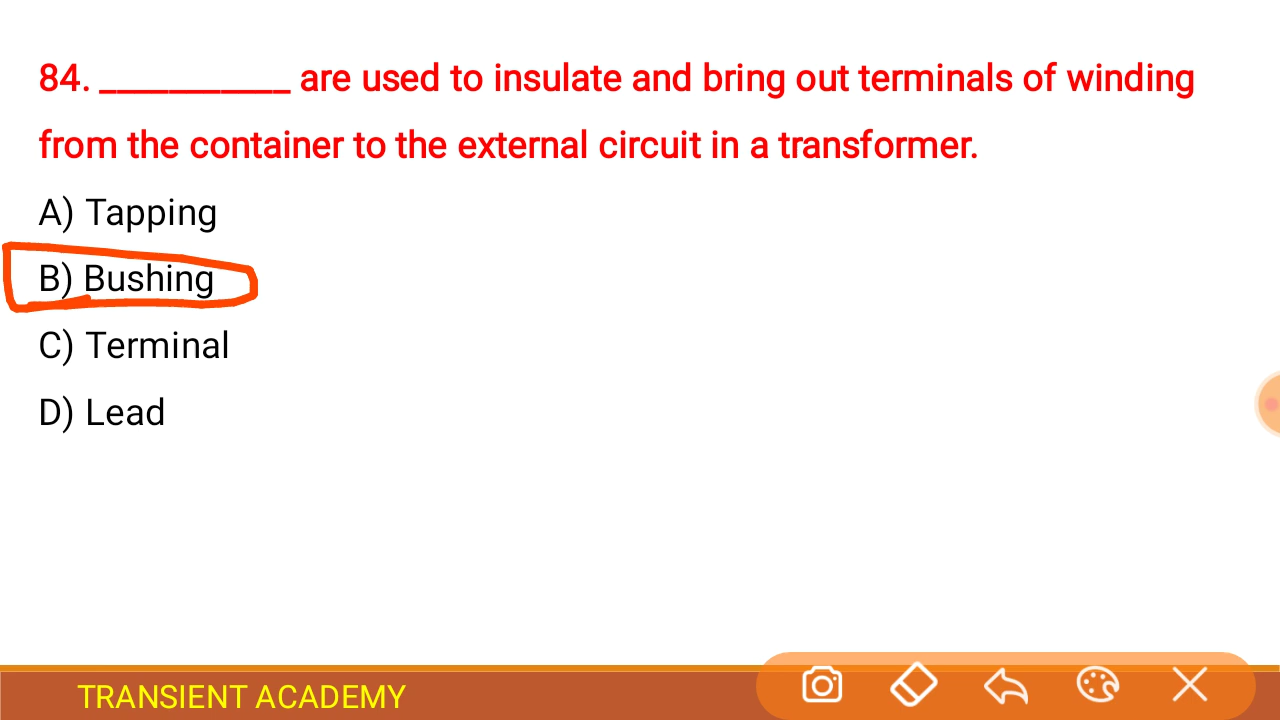 84. __________ are used to insulate and bring out terminals of winding
from the container to the external circuit in a transformer.
A) Tapping
B) Bushing
C) Terminal
D) Lead
TRANSIENT ACADEMY